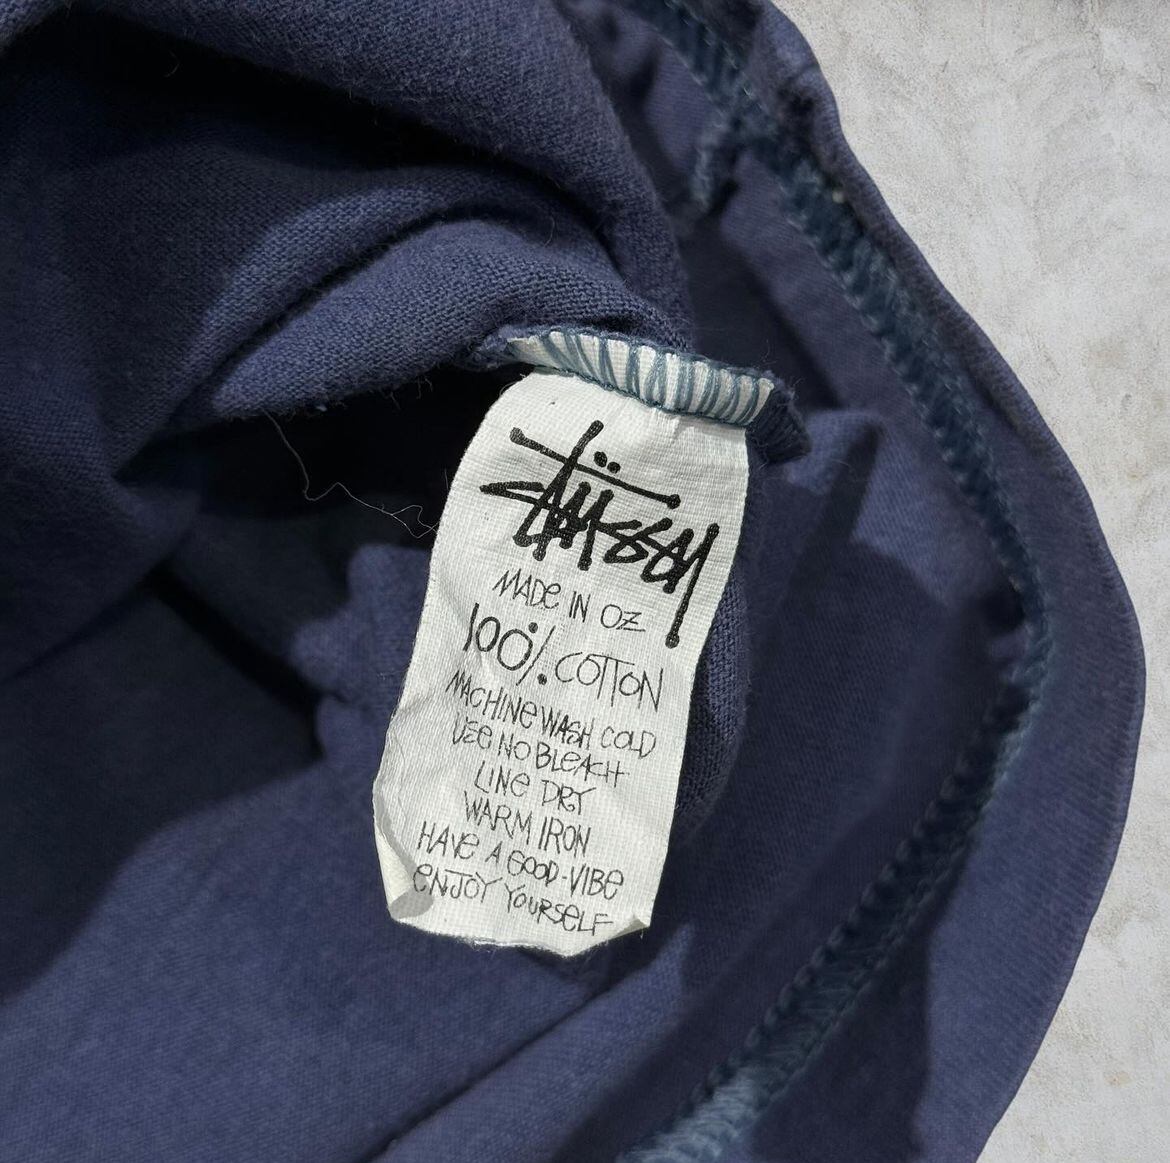 STÜSSY
MADE IN OZ
100% COTTON
MACHINE WASH COLD
USE NO BLEACH
LINE DRY
WARM IRON
HAVE A GOOD-VIBE
ENJOY YOURSELF